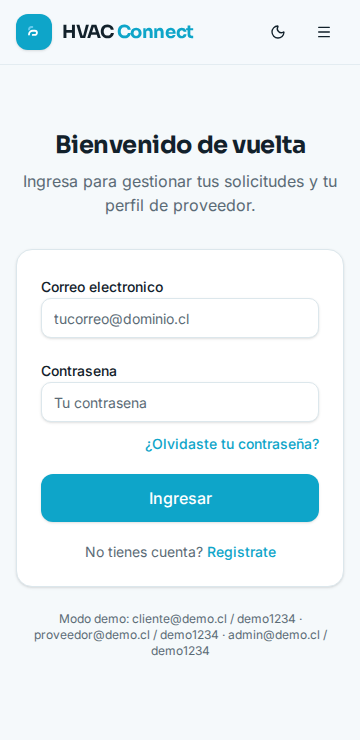 HVAC Connect
Bienvenido de vuelta
Ingresa para gestionar tus solicitudes y tu
perfil de proveedor.
Correo electronico
tucorreo@dominio.cl
Contrasena
Tu contrasena
¿Olvidaste tu contraseña?
Ingresar
No tienes cuenta? Registrate
Modo demo: cliente@demo.cl / demo1234 ·
proveedor@demo.cl / demo1234 · admin@demo.cl /
demo1234